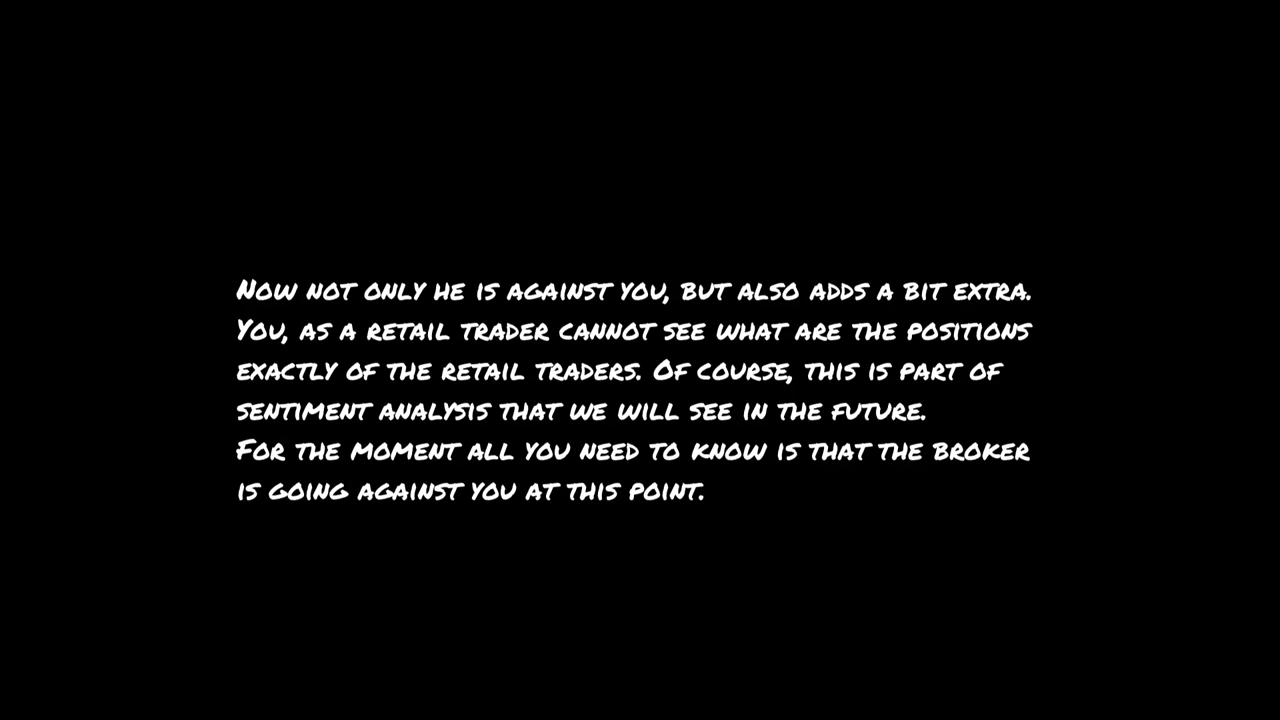 Now not only he is against you, but also adds a bit extra.
You, as a retail trader cannot see what are the positions
exactly of the retail traders. Of course, this is part of
sentiment analysis that we will see in the future.
For the moment all you need to know is that the broker
is going against you at this point.